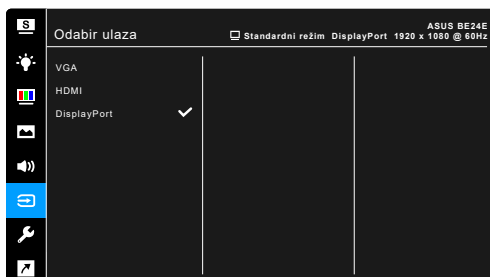 S
Odabir ulaza
ASUS BE24E
Standardni režim DisplayPort 1920 x 1080 @ 60Hz
VGA
HDMI
DisplayPort